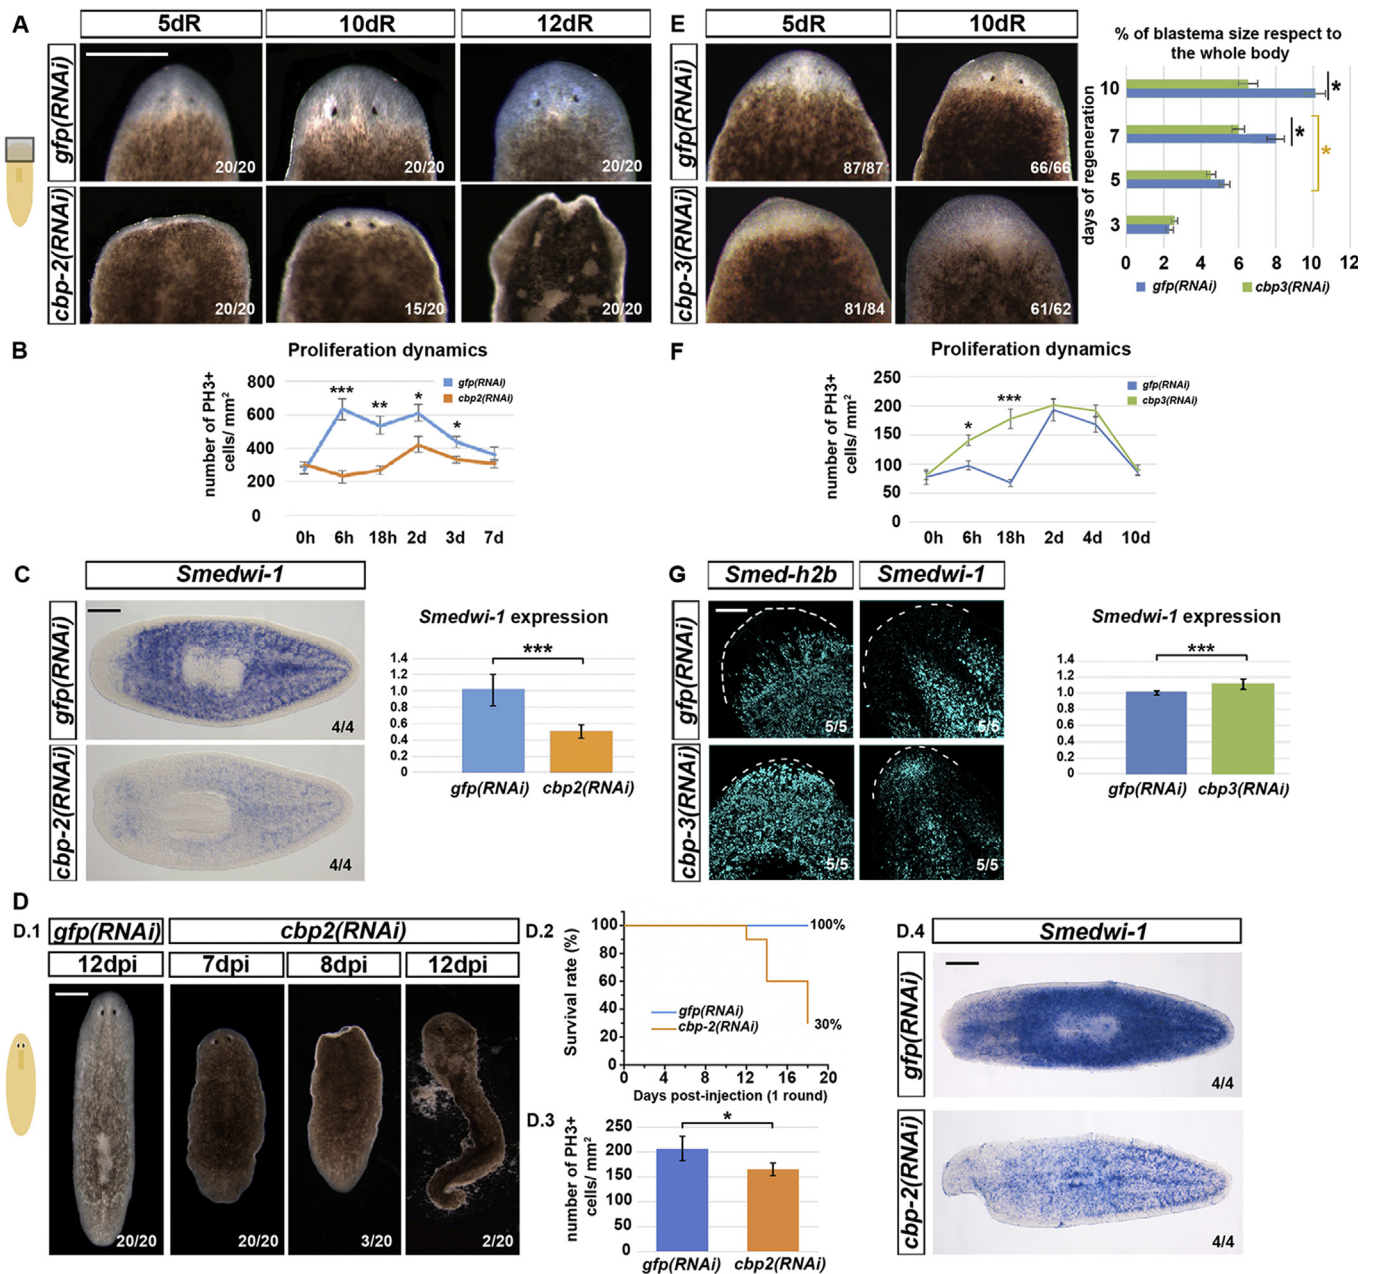 A
5dR
10dR
12dR
gfp(RNAi)
20/20
20/20
20/20
cbp-2(RNAi)
20/20
15/20
20/20
E
5dR
10dR
gfp(RNAi)
87/87
66/66
cbp-3(RNAi)
81/84
61/62
% of blastema size respect to
the whole body
days of regeneration
10
7
5
3
*
*
*
0 2 4 6 8 10 12
gfp(RNAi) cbp3(RNAi)
B
Proliferation dynamics
number of PH3+
cells/ mm²
800
600
400
200
0
*** ** * *
gfp(RNAi)
cbp2(RNAi)
0h 6h 18h 2d 3d 7d
F
Proliferation dynamics
number of PH3+
cells/ mm²
250
200
150
100
50
0
* ***
gfp(RNAi)
cbp3(RNAi)
0h 6h 18h 2d 4d 10d
C
Smedwi-1
gfp(RNAi)
4/4
cbp-2(RNAi)
4/4
Smedwi-1 expression
***
1.4
1.2
1.0
0.8
0.6
0.4
0.2
0
gfp(RNAi) cbp2(RNAi)
G
Smed-h2b
Smedwi-1
gfp(RNAi)
5/5
5/5
cbp-3(RNAi)
5/5
5/5
Smedwi-1 expression
***
1.4
1.2
1.0
0.8
0.6
0.4
0.2
0
gfp(RNAi) cbp3(RNAi)
D
D.1
gfp(RNAi)
cbp2(RNAi)
12dpi
7dpi
8dpi
12dpi
20/20
20/20
3/20
2/20
D.2
Survival rate (%)
100
80
60
40
20
0
100%
30%
gfp(RNAi)
cbp-2(RNAi)
0 4 8 12 16 20
Days post-injection (1 round)
D.3
number of PH3+
cells/ mm²
250
200
150
100
50
0
*
gfp(RNAi) cbp2(RNAi)
D.4
Smedwi-1
gfp(RNAi)
4/4
cbp-2(RNAi)
4/4